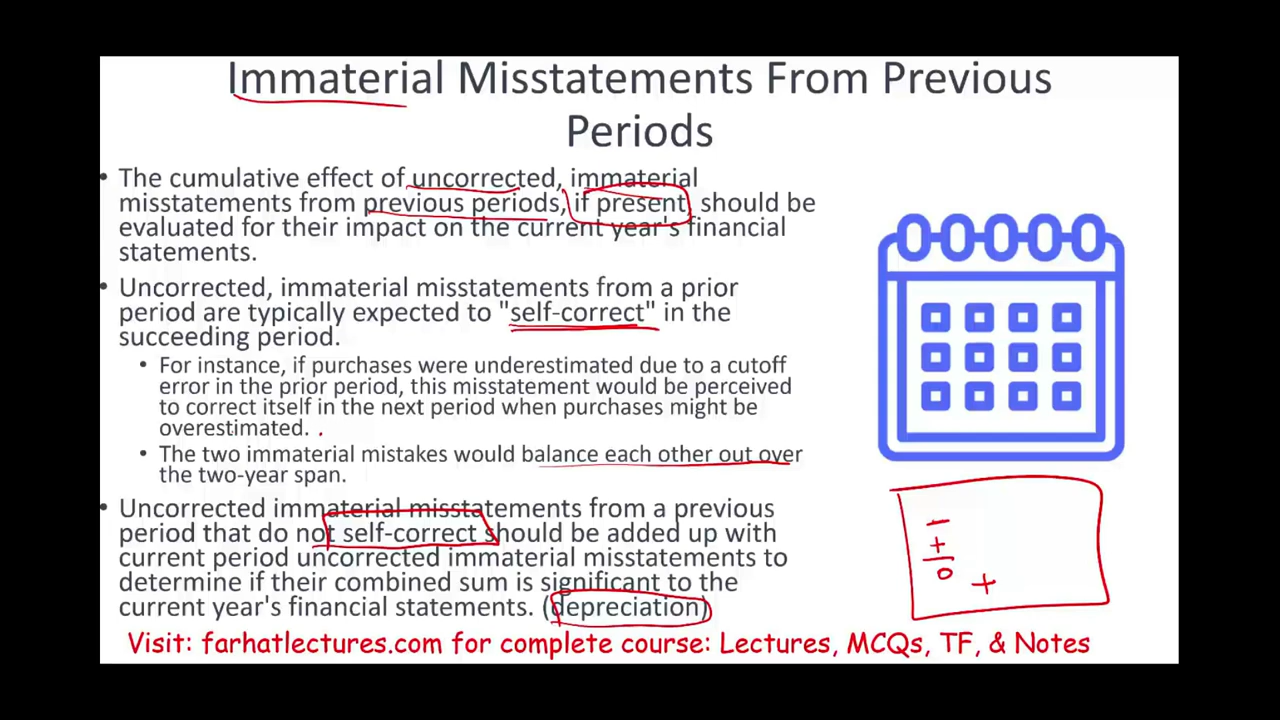 Immaterial Misstatements From Previous
Periods
• The cumulative effect of uncorrected, immaterial
misstatements from previous periods, if present, should be
evaluated for their impact on the current year's financial
statements.
• Uncorrected, immaterial misstatements from a prior
period are typically expected to "self-correct" in the
succeeding period.
• For instance, if purchases were underestimated due to a cutoff
error in the prior period, this misstatement would be perceived
to correct itself in the next period when purchases might be
overestimated.
• The two immaterial mistakes would balance each other out over
the two-year span.
• Uncorrected immaterial misstatements from a previous
period that do not self-correct should be added up with
current period uncorrected immaterial misstatements to
determine if their combined sum is significant to the
current year's financial statements. (depreciation)
−
+
0
+
Visit: farhatlectures.com for complete course: Lectures, MCQs, TF, & Notes